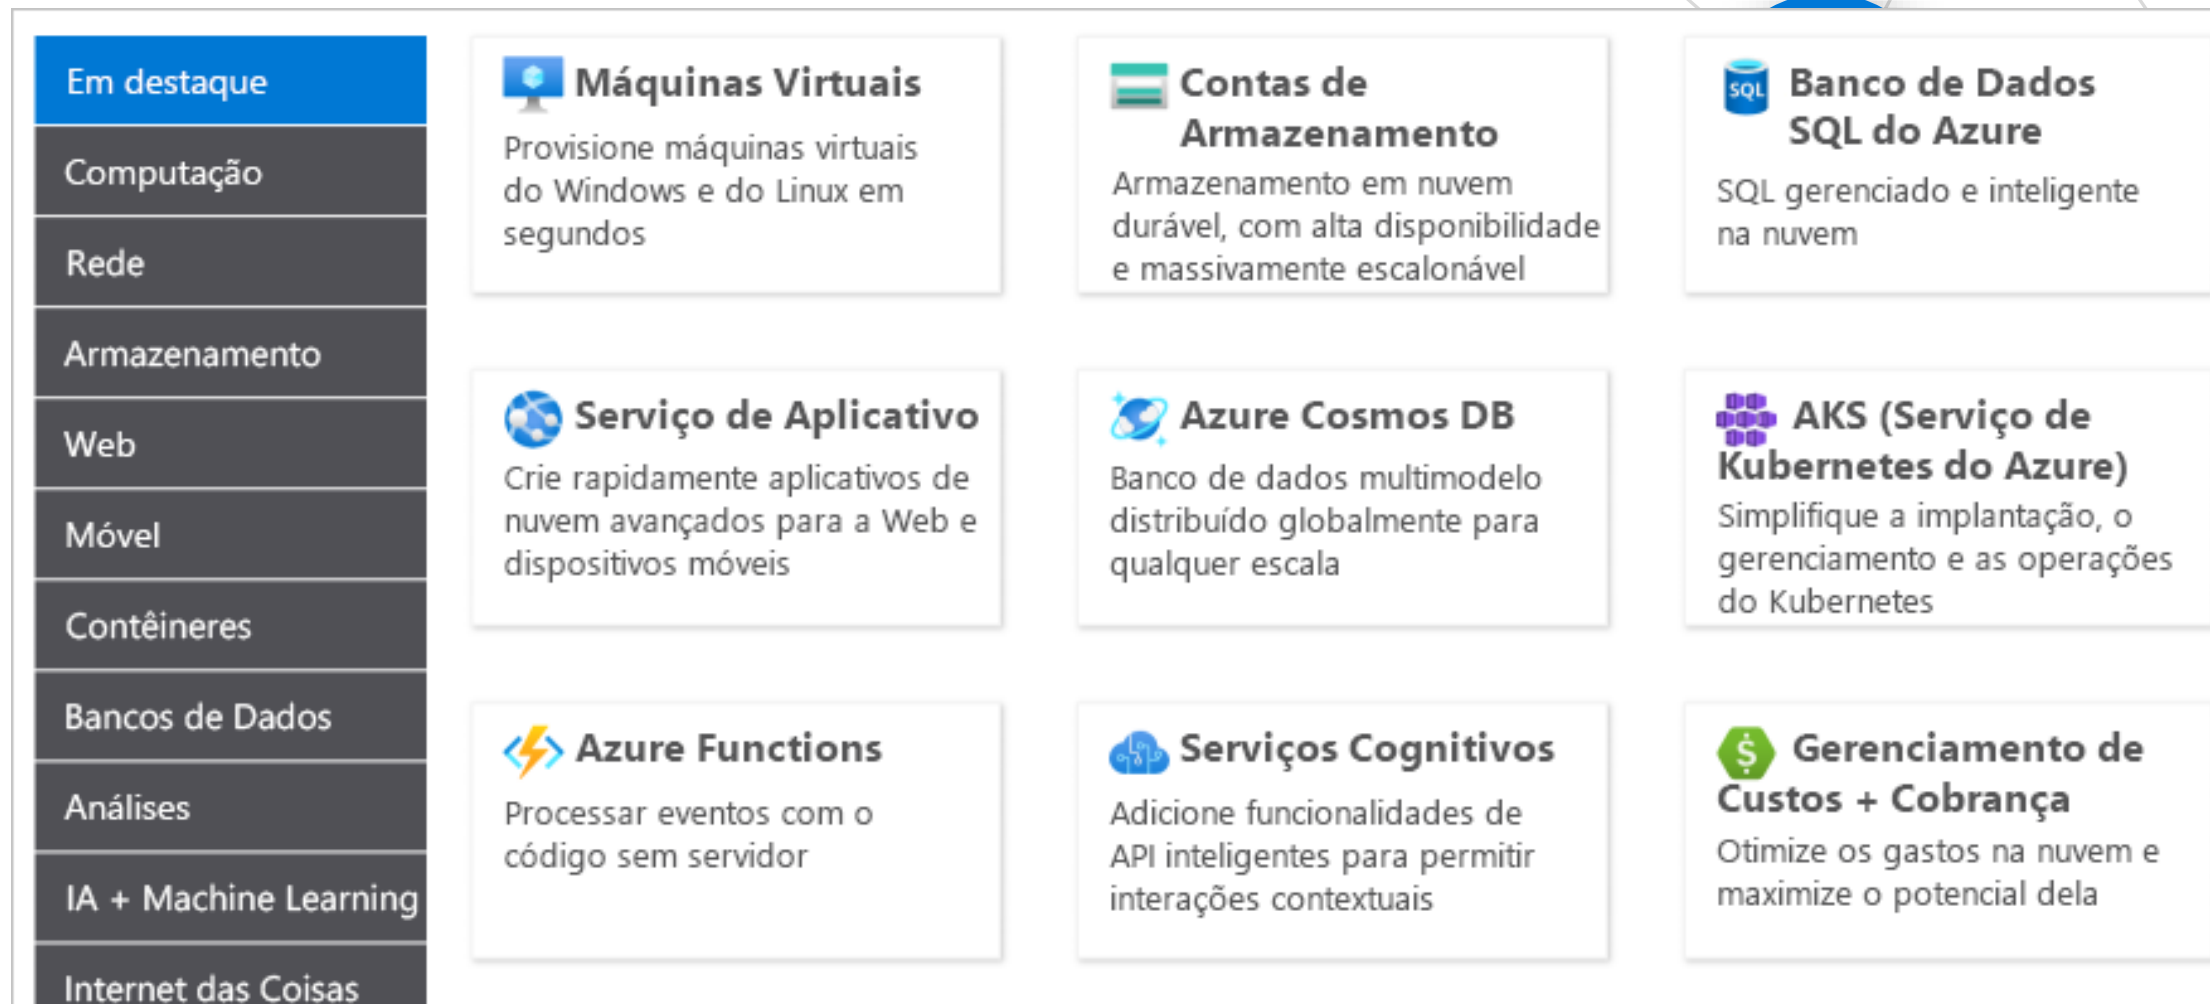 Em destaque
Computação
Rede
Armazenamento
Web
Móvel
Contêineres
Bancos de Dados
Análises
IA + Machine Learning
Internet das Coisas
Máquinas Virtuais
Provisione máquinas virtuais
do Windows e do Linux em
segundos
Contas de
Armazenamento
Armazenamento em nuvem
durável, com alta disponibilidade
e massivamente escalonável
SQL
Banco de Dados
SQL do Azure
SQL gerenciado e inteligente
na nuvem
Serviço de Aplicativo
Crie rapidamente aplicativos de
nuvem avançados para a Web e
dispositivos móveis
Azure Cosmos DB
Banco de dados multimodelo
distribuído globalmente para
qualquer escala
AKS (Serviço de
Kubernetes do Azure)
Simplifique a implantação, o
gerenciamento e as operações
do Kubernetes
Azure Functions
Processar eventos com o
código sem servidor
Serviços Cognitivos
Adicione funcionalidades de
API inteligentes para permitir
interações contextuais
Gerenciamento de
Custos + Cobrança
Otimize os gastos na nuvem e
maximize o potencial dela